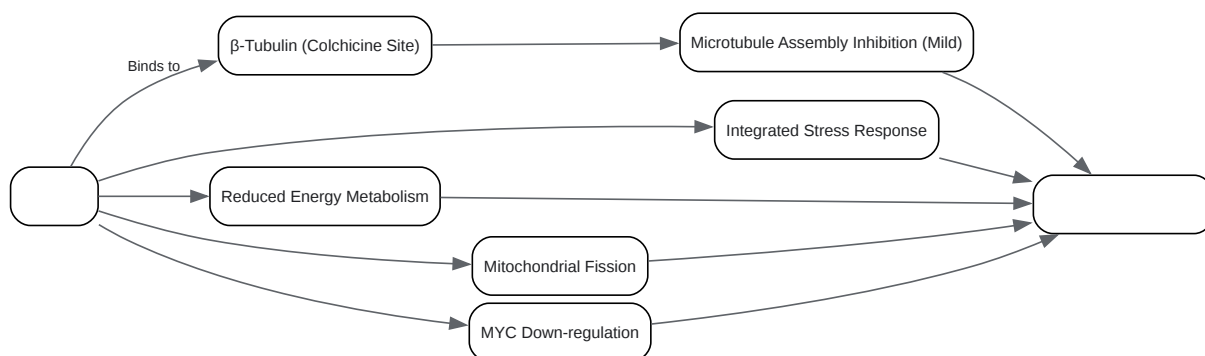 β-Tubulin (Colchicine Site)
Microtubule Assembly Inhibition (Mild)
Binds to
Integrated Stress Response
Reduced Energy Metabolism
Mitochondrial Fission
MYC Down-regulation